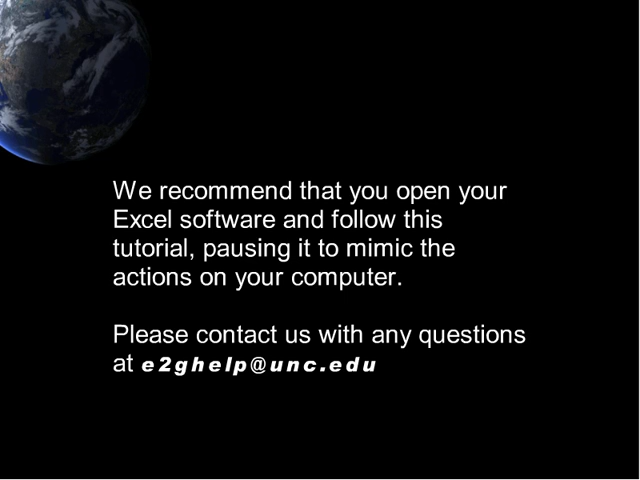 We recommend that you open your
Excel software and follow this
tutorial, pausing it to mimic the
actions on your computer.
Please contact us with any questions
at e2ghelp@unc.edu